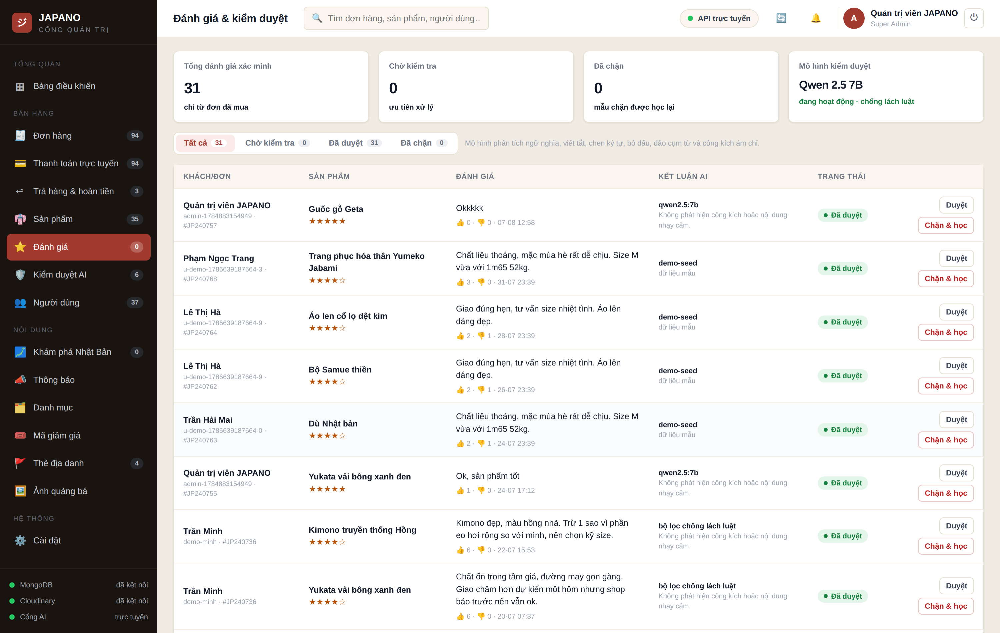 ジ
JAPANO
CỔNG QUẢN TRỊ
TỔNG QUAN
Bảng điều khiển
BÁN HÀNG
Đơn hàng 94
Thanh toán trực tuyến 94
Trả hàng & hoàn tiền 3
Sản phẩm 35
Đánh giá 0
Kiểm duyệt AI 6
Người dùng 37
NỘI DUNG
Khám phá Nhật Bản 0
Thông báo
Danh mục
Mã giảm giá
Thẻ địa danh 4
Ảnh quảng bá
HỆ THỐNG
Cài đặt
MongoDB đã kết nối
Cloudinary đã kết nối
Cổng AI trực tuyến
Đánh giá & kiểm duyệt
Tìm đơn hàng, sản phẩm, người dùng..
API trực tuyến
A
Quản trị viên JAPANO
Super Admin
Tổng đánh giá xác minh
31
chỉ từ đơn đã mua
Chờ kiểm tra
0
ưu tiên xử lý
Đã chặn
0
mẫu chặn được học lại
Mô hình kiểm duyệt
Qwen 2.5 7B
đang hoạt động · chống lách luật
Tất cả 31 Chờ kiểm tra 0 Đã duyệt 31 Đã chặn 0
Mô hình phân tích ngữ nghĩa, viết tắt, chen ký tự, bỏ dấu, đảo cụm từ và công kích ám chỉ.
KHÁCH/ĐƠN SẢN PHẨM ĐÁNH GIÁ KẾT LUẬN AI TRẠNG THÁI
Quản trị viên JAPANO
admin-1784883154949 ·
#JP240757
Guốc gỗ Geta
★★★★★
Okkkkk
👍 0 · 👎 0 · 07-08 12:58
qwen2.5:7b
Không phát hiện công kích hoặc nội dung
nhạy cảm.
Đã duyệt
Duyệt
Chặn & học
Phạm Ngọc Trang
u-demo-1786639187664-3 ·
#JP240768
Trang phục hóa thân Yumeko
Jabami
★★★★☆
Chất liệu thoáng, mặc mùa hè rất dễ chịu. Size M
vừa với 1m65 52kg.
👍 3 · 👎 0 · 31-07 23:39
demo-seed
dữ liệu mẫu
Đã duyệt
Duyệt
Chặn & học
Lê Thị Hà
u-demo-1786639187664-9 ·
#JP240764
Áo len cổ lọ dệt kim
★★★★☆
Giao đúng hẹn, tư vấn size nhiệt tình. Áo lên
dáng đẹp.
👍 2 · 👎 1 · 28-07 23:39
demo-seed
dữ liệu mẫu
Đã duyệt
Duyệt
Chặn & học
Lê Thị Hà
u-demo-1786639187664-9 ·
#JP240762
Bộ Samue thiền
★★★★☆
Giao đúng hẹn, tư vấn size nhiệt tình. Áo lên
dáng đẹp.
👍 2 · 👎 1 · 26-07 23:39
demo-seed
dữ liệu mẫu
Đã duyệt
Duyệt
Chặn & học
Trần Hải Mai
u-demo-1786639187664-0 ·
#JP240763
Dù Nhật bản
★★★★☆
Chất liệu thoáng, mặc mùa hè rất dễ chịu. Size M
vừa với 1m65 52kg.
👍 2 · 👎 1 · 24-07 23:39
demo-seed
dữ liệu mẫu
Đã duyệt
Duyệt
Chặn & học
Quản trị viên JAPANO
admin-1784883154949 ·
#JP240755
Yukata vải bông xanh đen
★★★★★
Ok, sản phẩm tốt
👍 1 · 👎 0 · 24-07 17:12
qwen2.5:7b
Không phát hiện công kích hoặc nội dung
nhạy cảm.
Đã duyệt
Duyệt
Chặn & học
Trần Minh
demo-minh · #JP240736
Kimono truyền thống Hồng
★★★★☆
Kimono đẹp, màu hồng nhã. Trừ 1 sao vì phần
eo hơi rộng so với mình, nên chọn kỹ size.
👍 6 · 👎 0 · 22-07 15:53
bộ lọc chống lách luật
Không phát hiện công kích hoặc nội dung
nhạy cảm.
Đã duyệt
Duyệt
Chặn & học
Trần Minh
demo-minh · #JP240736
Yukata vải bông xanh đen
★★★★☆
Chất ổn trong tầm giá, đường may gọn gàng.
Giao chậm hơn dự kiến một hôm nhưng shop
báo trước nên vẫn ok.
👍 6 · 👎 0 · 20-07 07:37
bộ lọc chống lách luật
Không phát hiện công kích hoặc nội dung
nhạy cảm.
Đã duyệt
Duyệt
Chặn & học